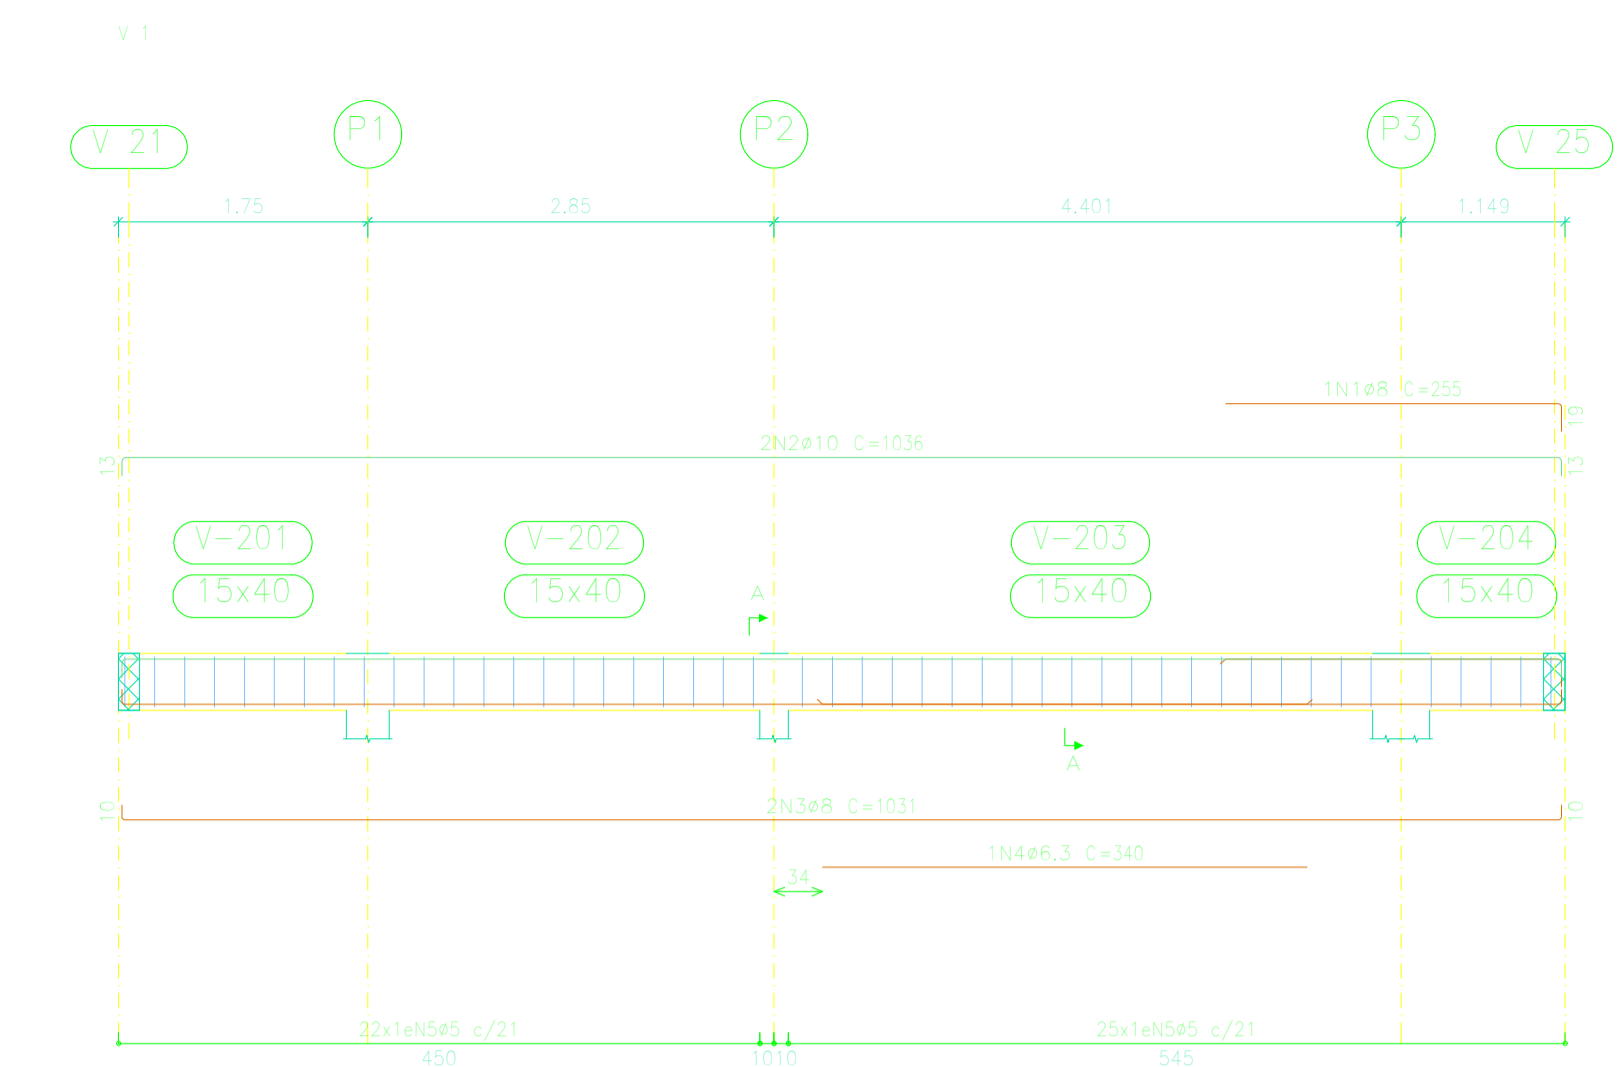 V 1
V 21
P1
P2
P3
V 25
1.75
2.85
4.401
1.149
1N1ø8 C=255
19
2N2ø10 C=1036
13
13
V-201
V-202
V-203
V-204
15x40
15x40
15x40
15x40
A
A
2N3ø8 C=1031
10
10
1N4ø6.3 C=340
34
22x1eN5ø5 c/21
25x1eN5ø5 c/21
450
1010
545